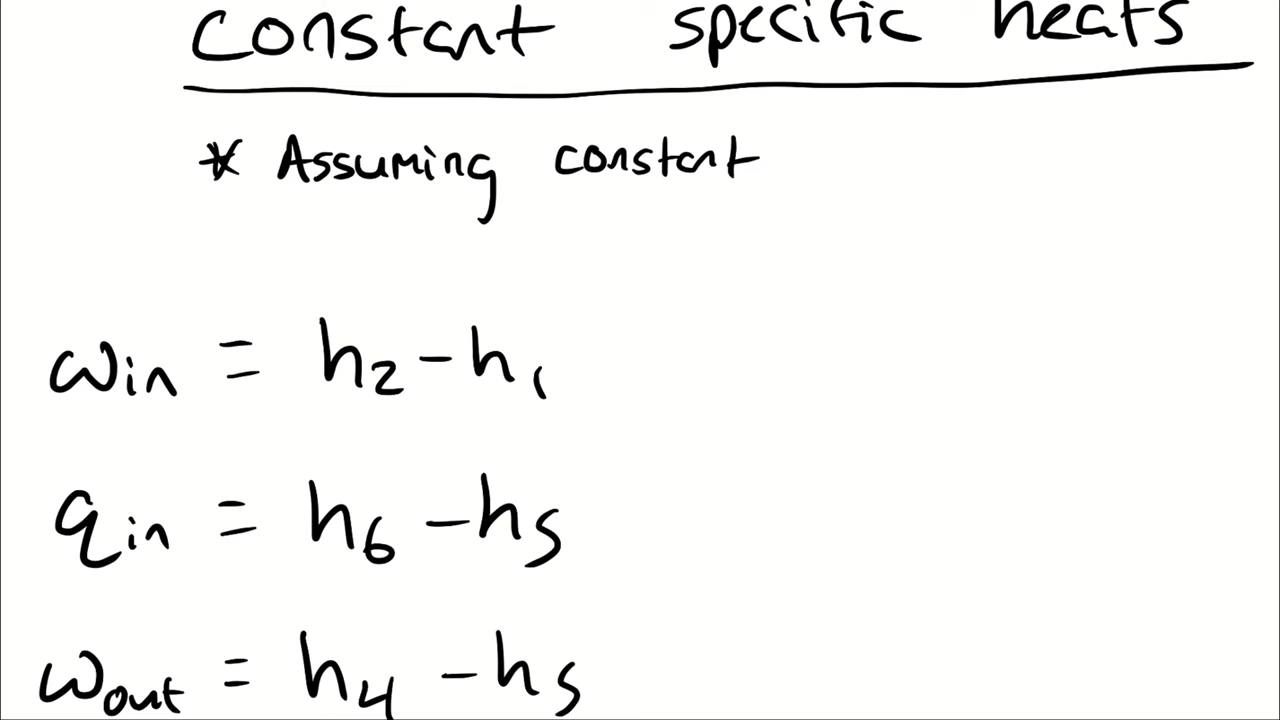 constant specific heats
* Assuming constant
win = h2 - h1
qin = h6 - h5
wout = h4 - h5